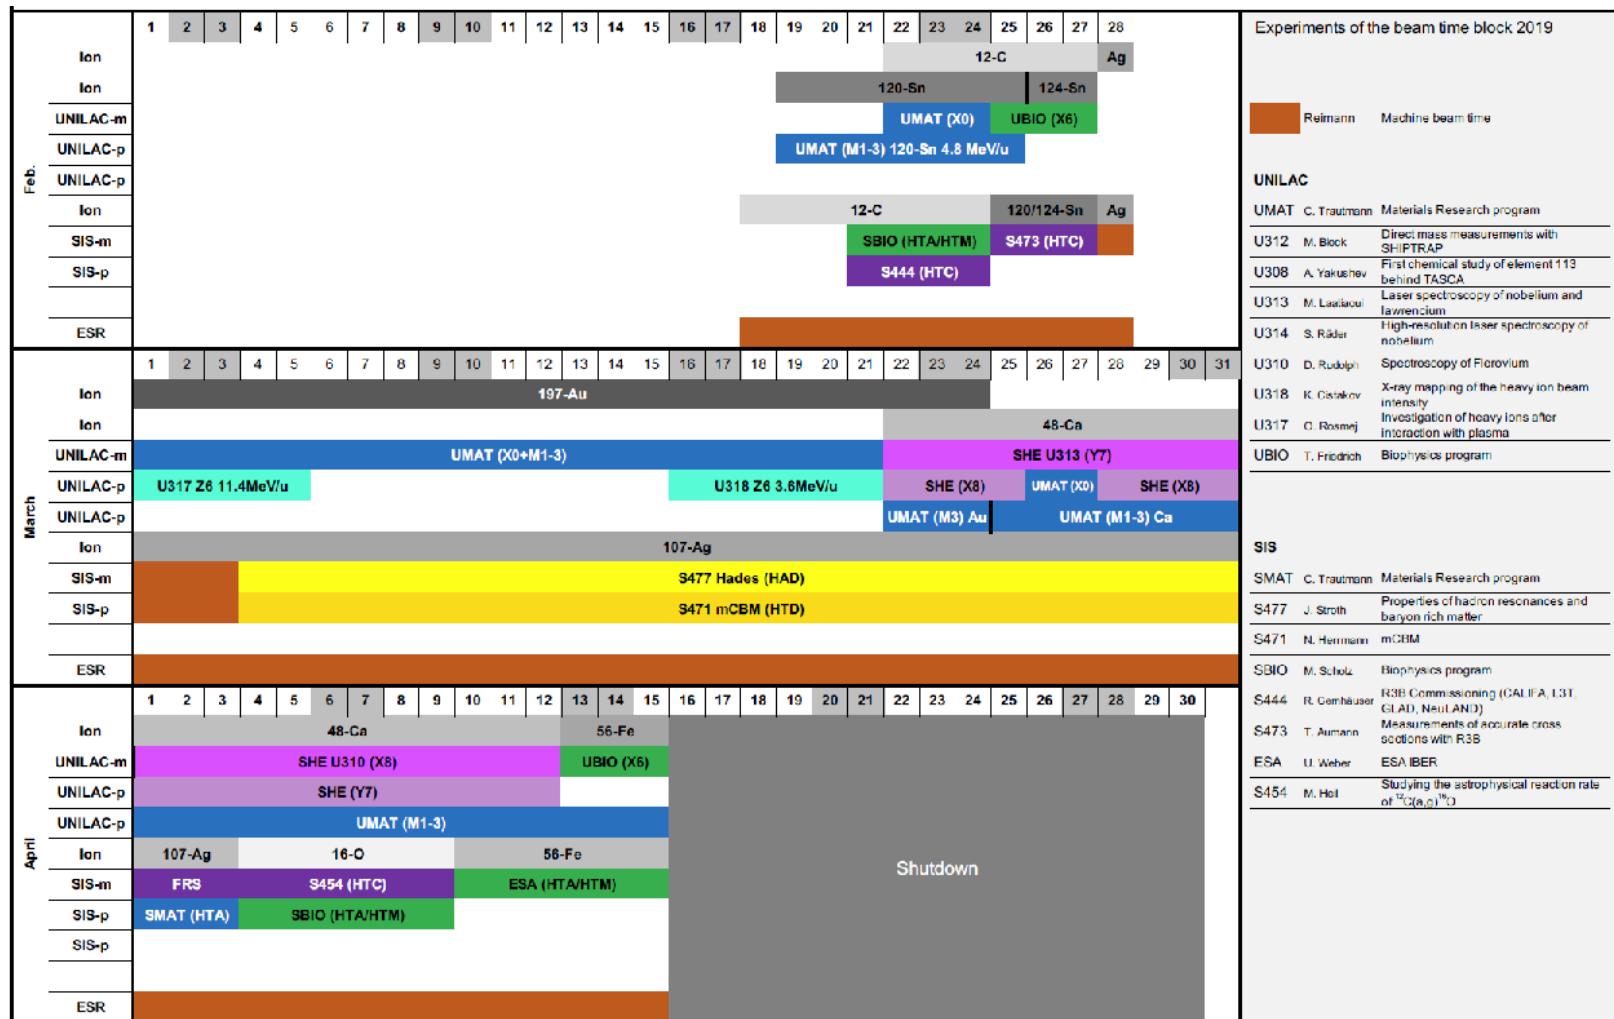 1 2 3 4 5 6 7 8 9 10 11 12 13 14 15 16 17 18 19 20 21 22 23 24 25 26 27 28
Feb.
Ion 12-C Ag
Ion 120-Sn 124-Sn
UNILAC-m UMAT (X0) UBIO (X6)
UNILAC-p UMAT (M1-3) 120-Sn 4.8 MeV/u
UNILAC-p
Ion 12-C 120/124-Sn Ag
SIS-m SBIO (HTA/HTM) S473 (HTC)
SIS-p S444 (HTC)
ESR
1 2 3 4 5 6 7 8 9 10 11 12 13 14 15 16 17 18 19 20 21 22 23 24 25 26 27 28 29 30 31
March
Ion 197-Au
Ion 48-Ca
UNILAC-m UMAT (X0+M1-3) SHE U313 (Y7)
UNILAC-p U317 Z6 11.4MeV/u U318 Z6 3.6MeV/u SHE (X8) UMAT (X0) SHE (X8)
UNILAC-p UMAT (M3) Au UMAT (M1-3) Ca
Ion 107-Ag
SIS-m S477 Hades (HAD)
SIS-p S471 mCBM (HTD)
ESR
1 2 3 4 5 6 7 8 9 10 11 12 13 14 15 16 17 18 19 20 21 22 23 24 25 26 27 28 29 30
April
Ion 48-Ca 56-Fe
UNILAC-m SHE U310 (X8) UBIO (X6)
UNILAC-p SHE (Y7)
UNILAC-p UMAT (M1-3)
Ion 107-Ag 16-O 56-Fe
SIS-m FRS S454 (HTC) ESA (HTA/HTM)
SIS-p SMAT (HTA) SBIO (HTA/HTM)
SIS-p
ESR
Shutdown
Experiments of the beam time block 2019
Reimann Machine beam time
UNILAC
UMAT C. Trautmann Materials Research program
U312 M. Block Direct mass measurements with
SHIPTRAP
U308 A. Yakushev First chemical study of element 113
behind TASCA
U313 M. Laatiaoui Laser spectroscopy of nobelium and
lawrencium
U314 S. Räder High-resolution laser spectroscopy of
nobelium
U310 D. Rudolph Spectroscopy of Flerovium
U318 K. X-ray mapping of the heavy ion beam
intensity
U317 O. Rosmej Investigation of heavy ions after
interaction with plasma
UBIO T. Friedrich Biophysics program
SIS
SMAT C. Trautmann Materials Research program
S477 J. Stroth Properties of hadron resonances and
baryon rich matter
S471 N. Herrmann mCBM
SBIO M. Scholz Biophysics program
S444 R. Gernhäuser R3B Commissioning (CALIFA, L3T,
GLAD, NeuLAND)
S473 T. Aumann Measurements of accurate cross
sections with R3B
ESA U. Weber ESA IBER
S454 M. Heil Studying the astrophysical reaction rate
of ¹²C(a,g)¹⁶O